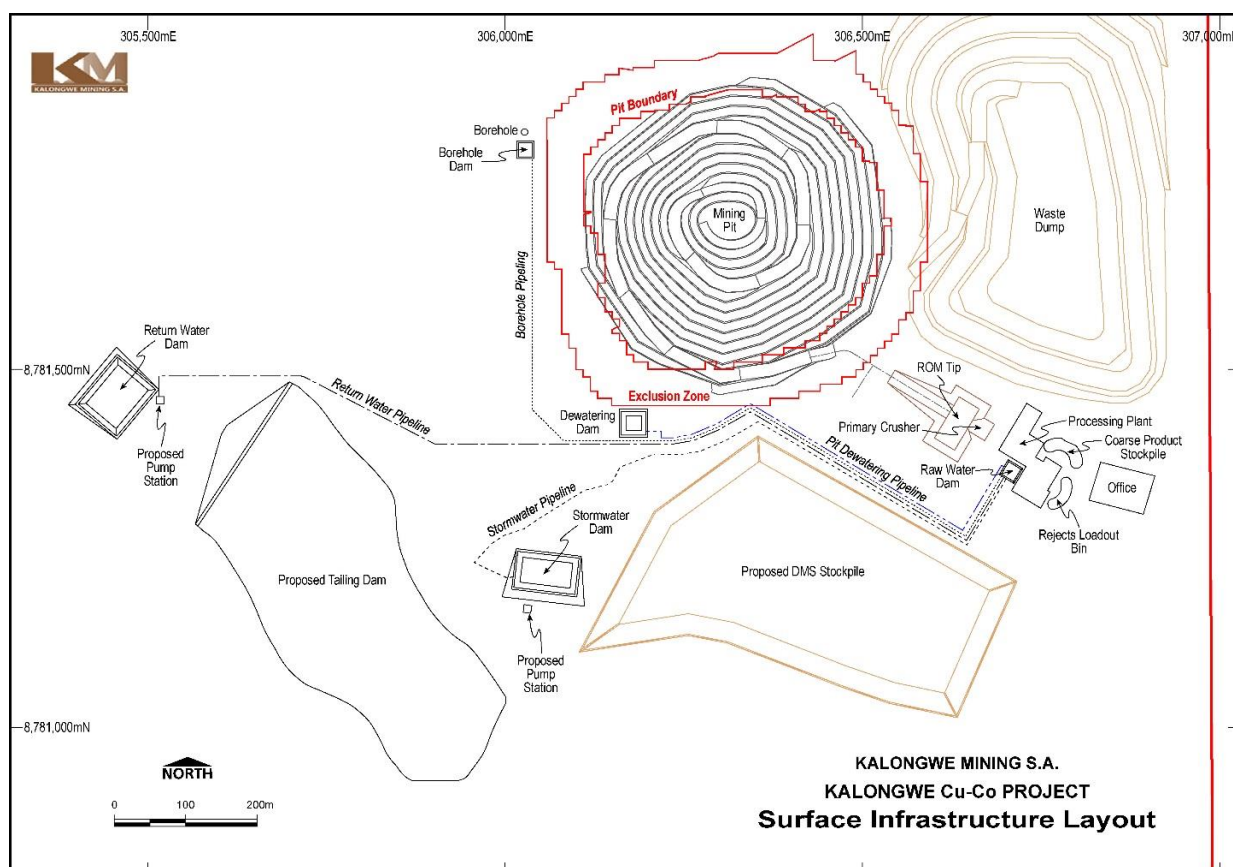 305,500mE
306,000mE
306,500mE
307,000mE
KM
KALONGWE MINING S.A.
Pit Boundary
Borehole
Borehole
Dam
Mining
Pit
Waste
Dump
Borehole Pipeling
Return Water
Dam
8,781,500mN
ROM Tip
Return Water Pipeline
Exclusion Zone
Dewatering
Dam
Primary Crusher
Processing Plant
Coarse Product
Stockpile
Proposed
Pump
Station
Pit Dewatering Pipeline
Raw Water
Dam
Office
Stormwater Pipeline
Stormwater
Dam
Rejects Loadout
Bin
Proposed Tailing Dam
Proposed DMS Stockpile
Proposed
Pump
Station
8,781,000mN
NORTH
0 100 200m
KALONGWE MINING S.A.
KALONGWE Cu-Co PROJECT
Surface Infrastructure Layout